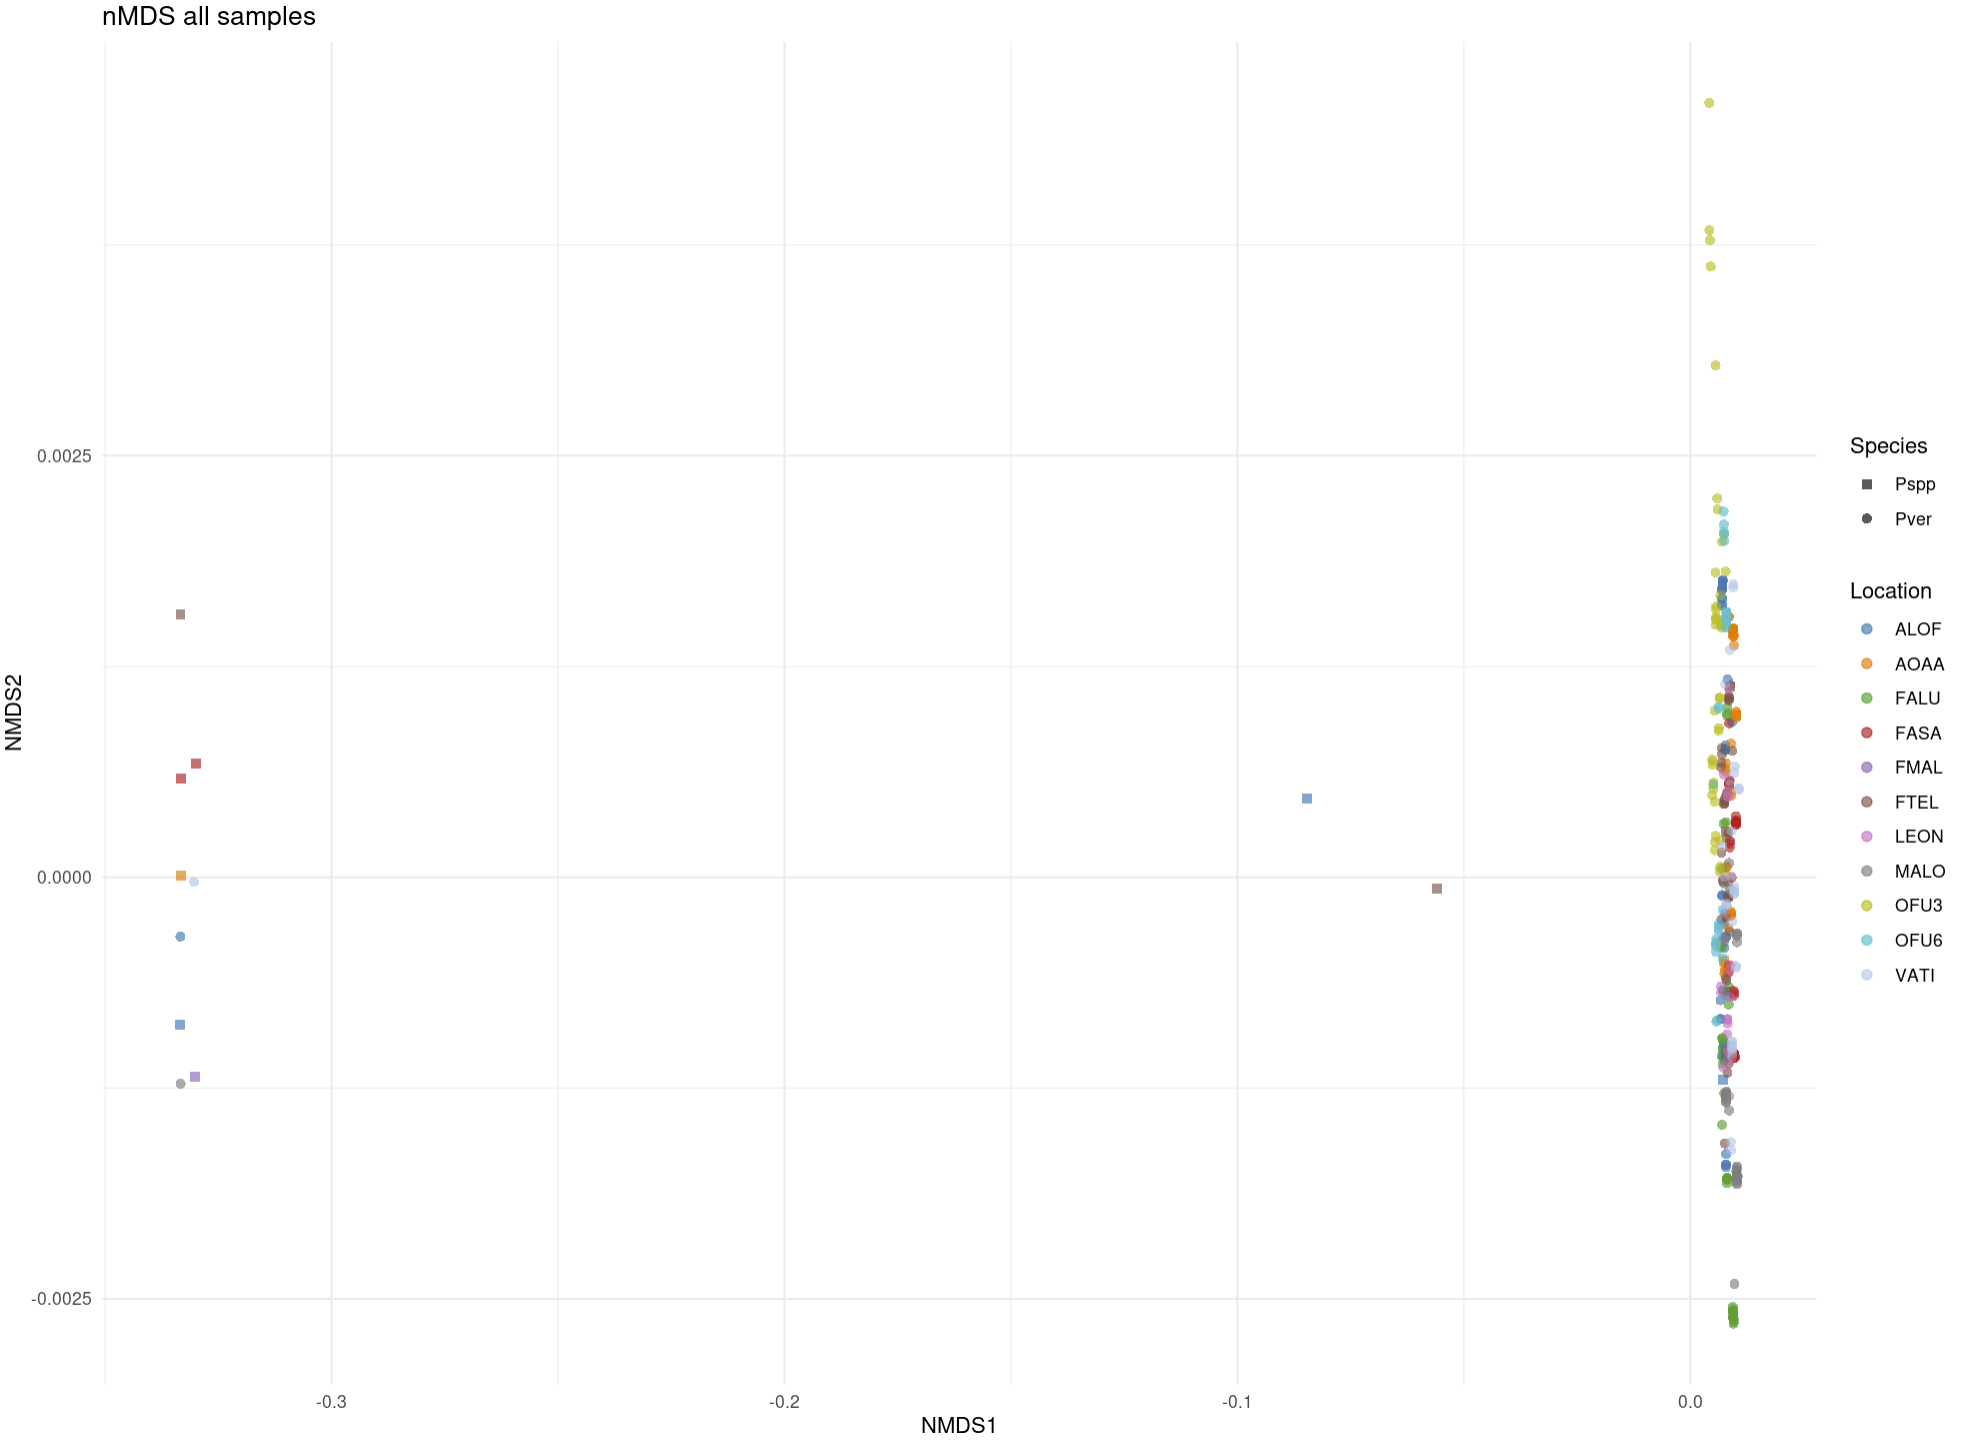 nMDS all samples
NMDS2
0.0025
0.0000
-0.0025
-0.3
-0.2
-0.1
0.0
NMDS1
Species
Pspp
Pver
Location
ALOF
AOAA
FALU
FASA
FMAL
FTEL
LEON
MALO
OFU3
OFU6
VATI